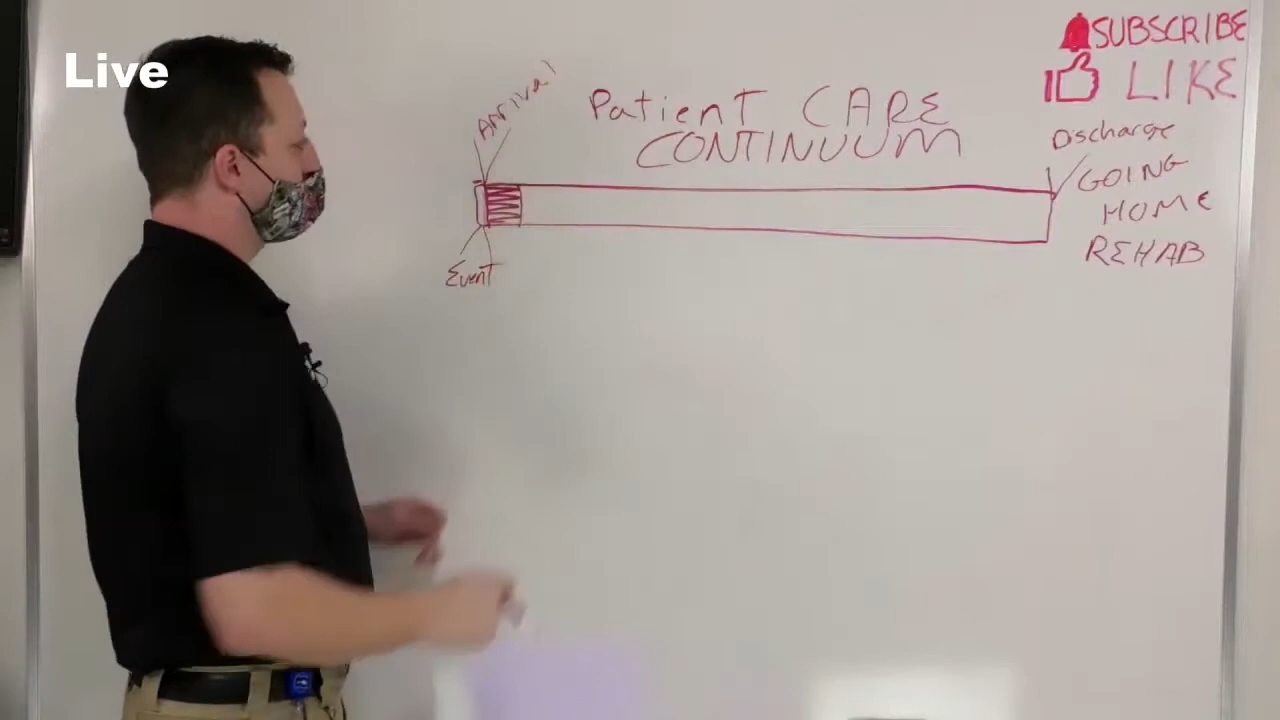 Live
SUBSCRIBE
LIKE
Arrival
Patient CARE
CONTINUUM
Discharge
GOING
HOME
REHAB
Event